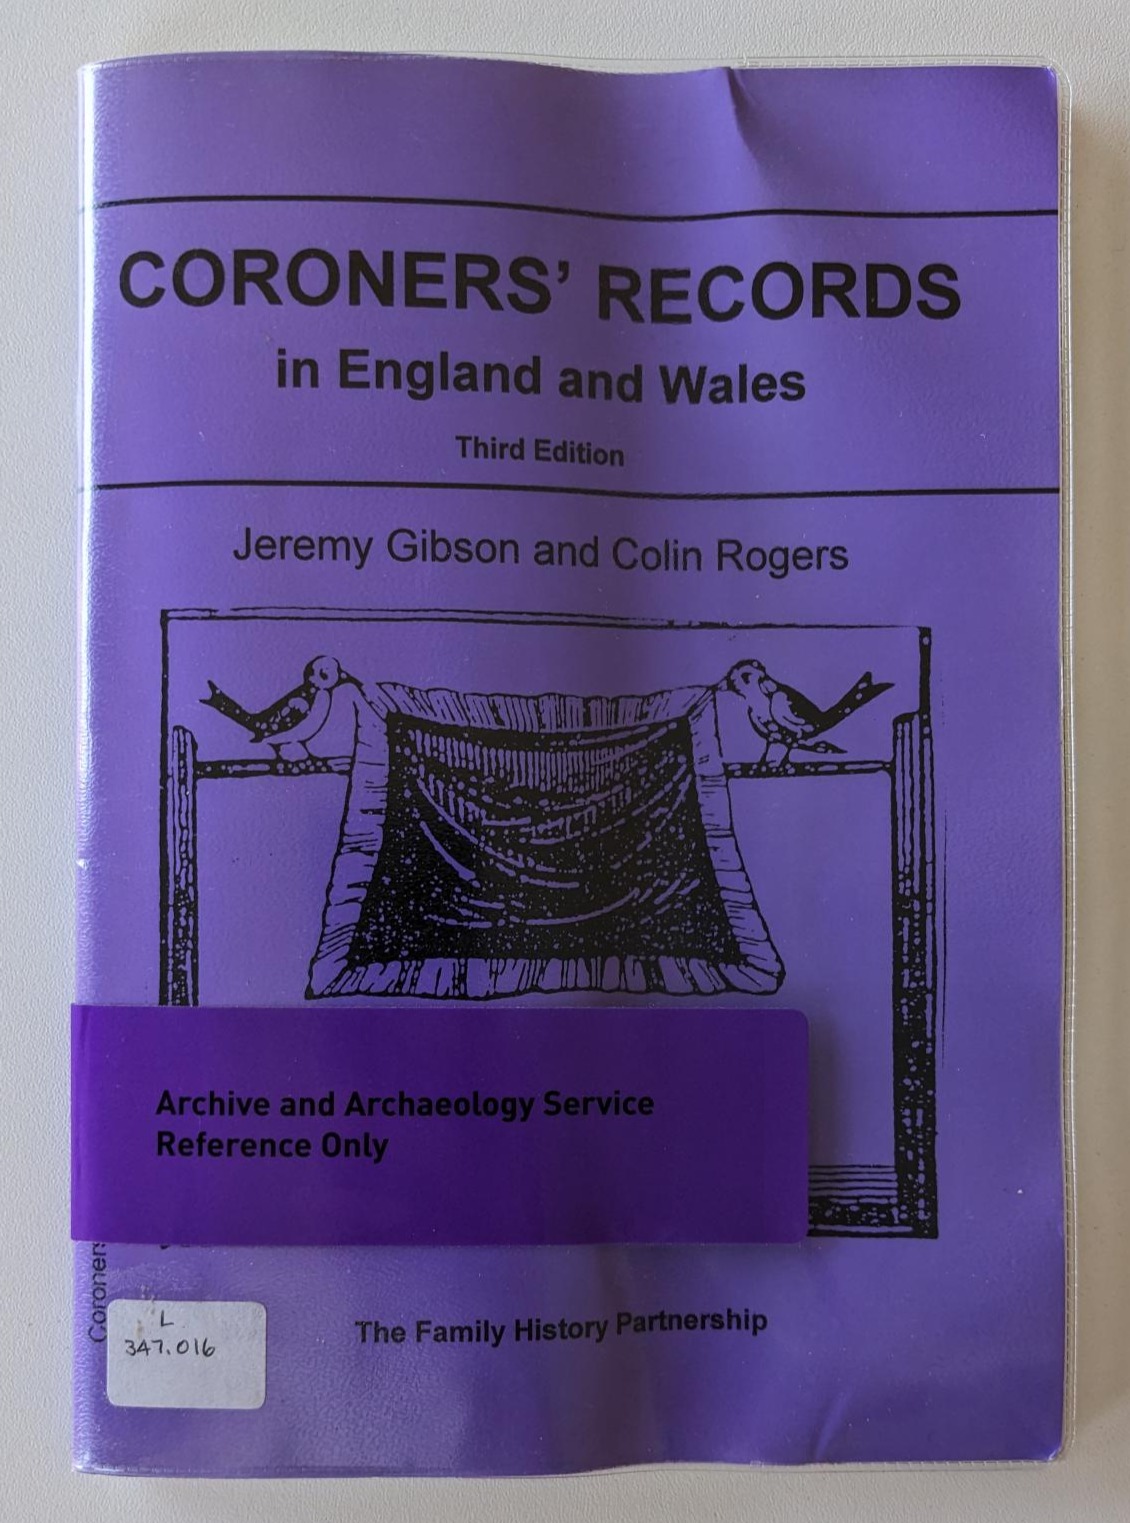 CORONERS' RECORDS
in England and Wales
Third Edition
Jeremy Gibson and Colin Rogers
Archive and Archaeology Service
Reference Only
Coroners
L
347.016
The Family History Partnership